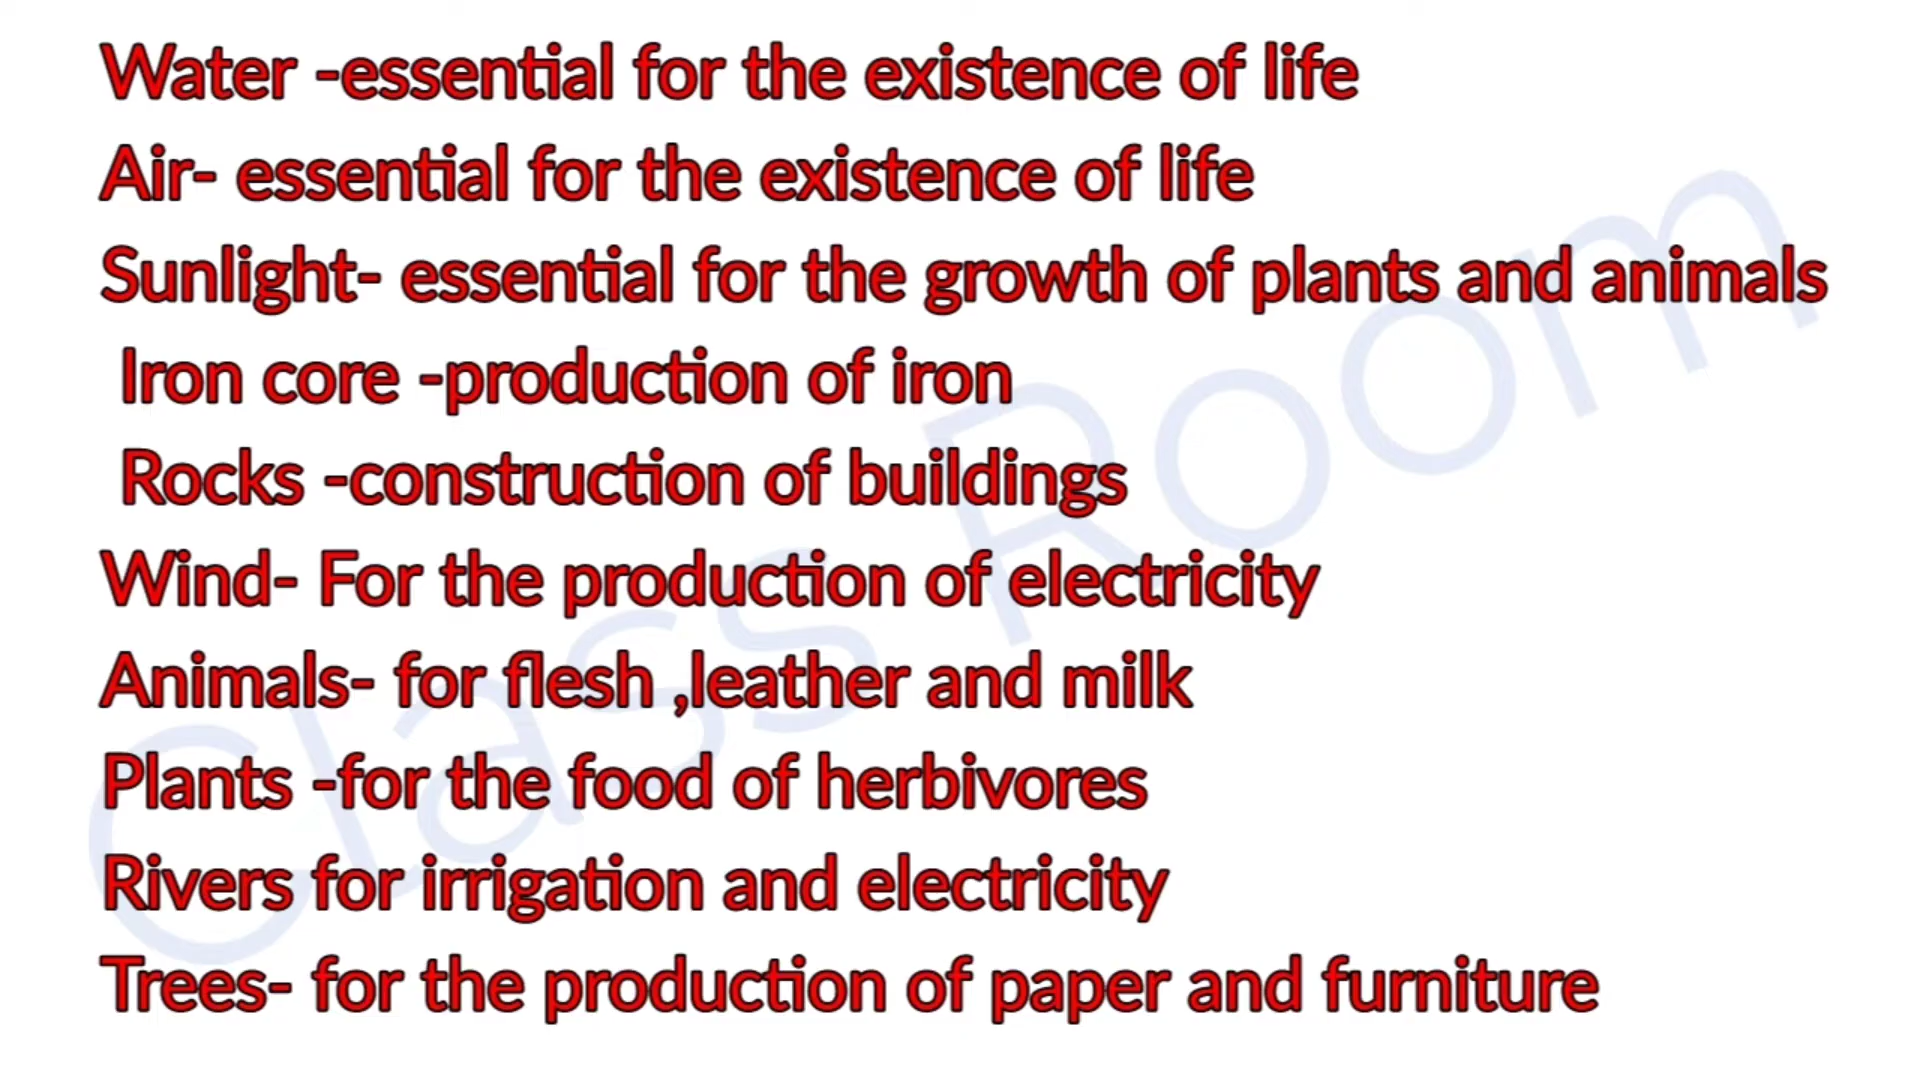 Water -essential for the existence of life
Air- essential for the existence of life
Sunlight- essential for the growth of plants and animals
Iron core -production of iron
Rocks -construction of buildings
Wind- For the production of electricity
Animals- for flesh ,leather and milk
Plants -for the food of herbivores
Rivers for irrigation and electricity
Trees- for the production of paper and furniture
Class Room